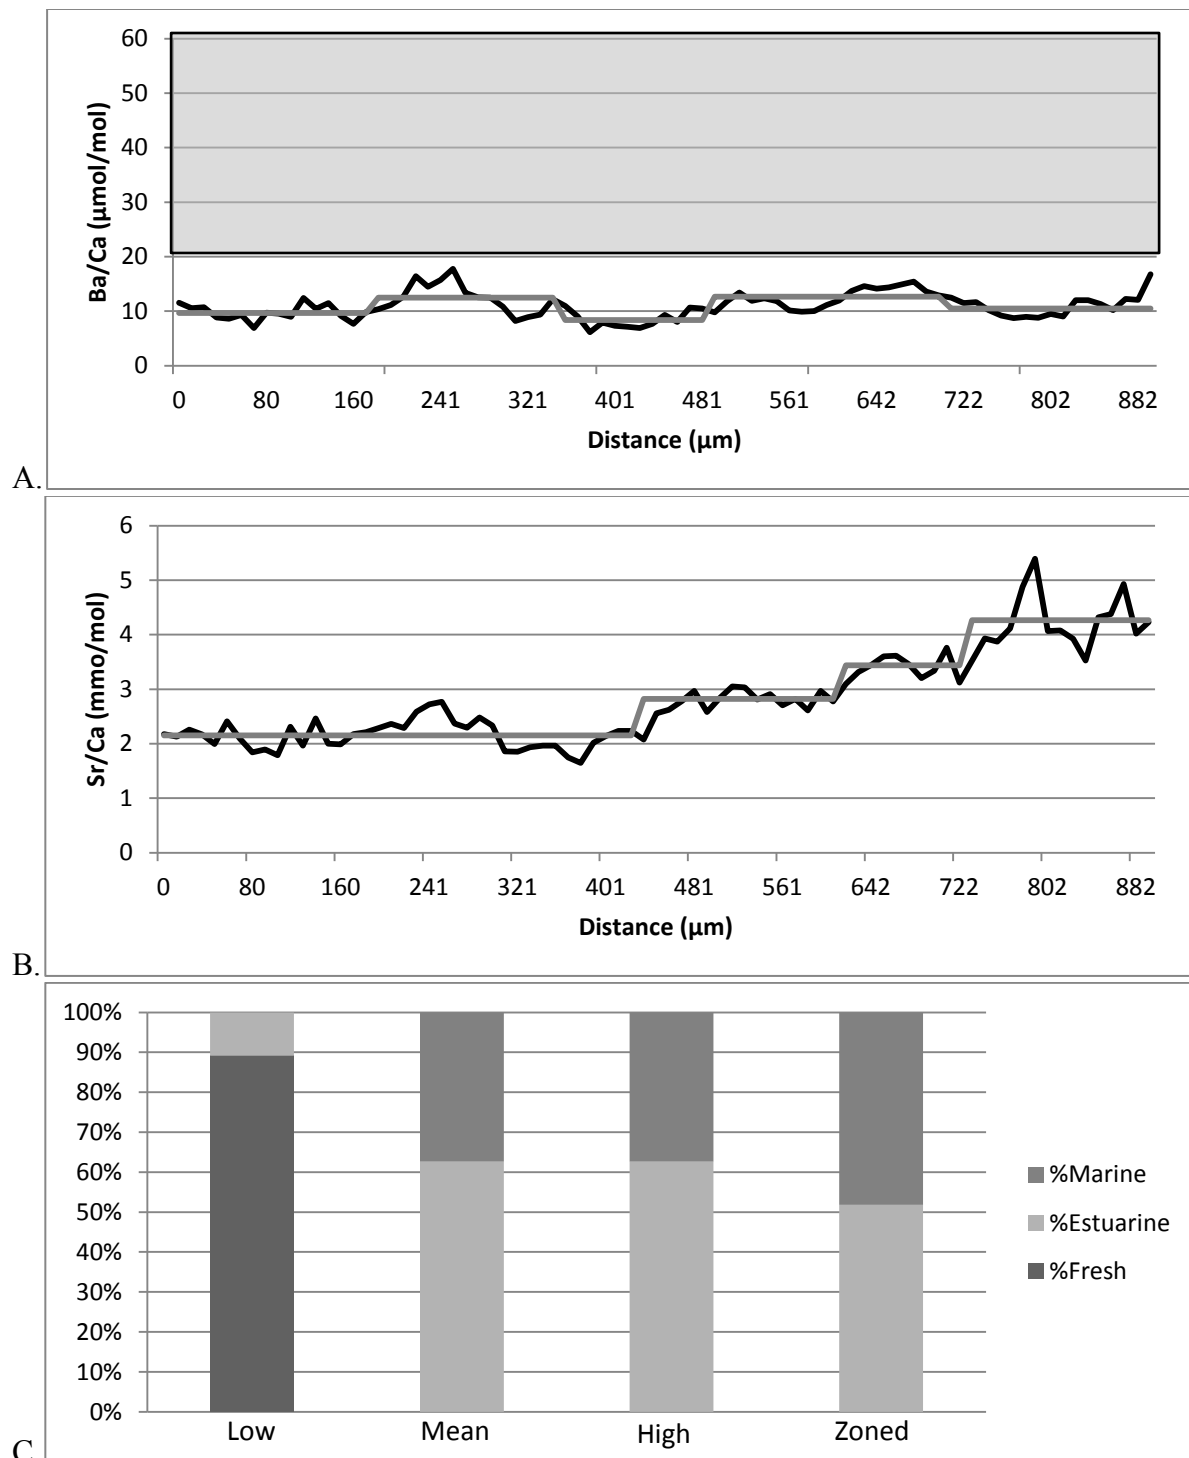 60
50
40
30
20
10
0
Ba/Ca (µmol/mol)
0 80 160 241 321 401 481 561 642 722 802 882
Distance (µm)
A.
6
5
4
3
2
1
0
Sr/Ca (mmo/mol)
0 80 160 241 321 401 481 561 642 722 802 882
Distance (µm)
B.
100%
90%
80%
70%
60%
50%
40%
30%
20%
10%
0%
%Marine
%Estuarine
%Fresh
Low Mean High Zoned
C